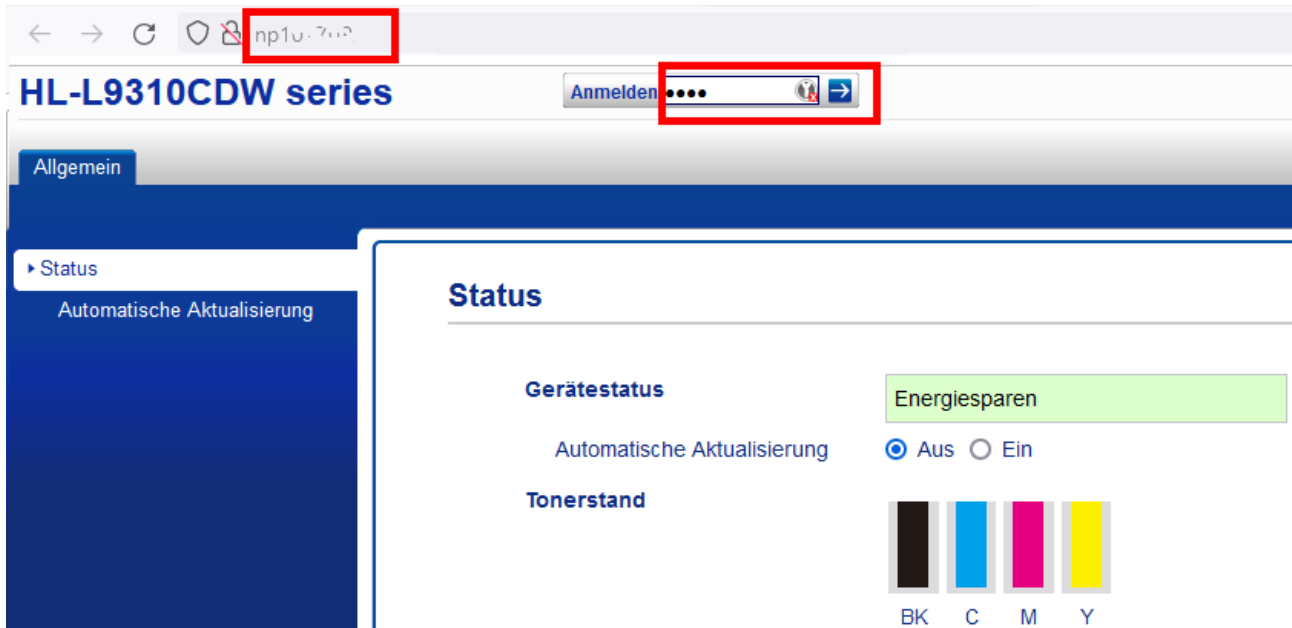 HL-L9310CDW series
Anmelden ••••
Allgemein
Status
Automatische Aktualisierung
Status
Gerätestatus
Energiesparen
Automatische Aktualisierung
Aus Ein
Tonerstand
BK C M Y